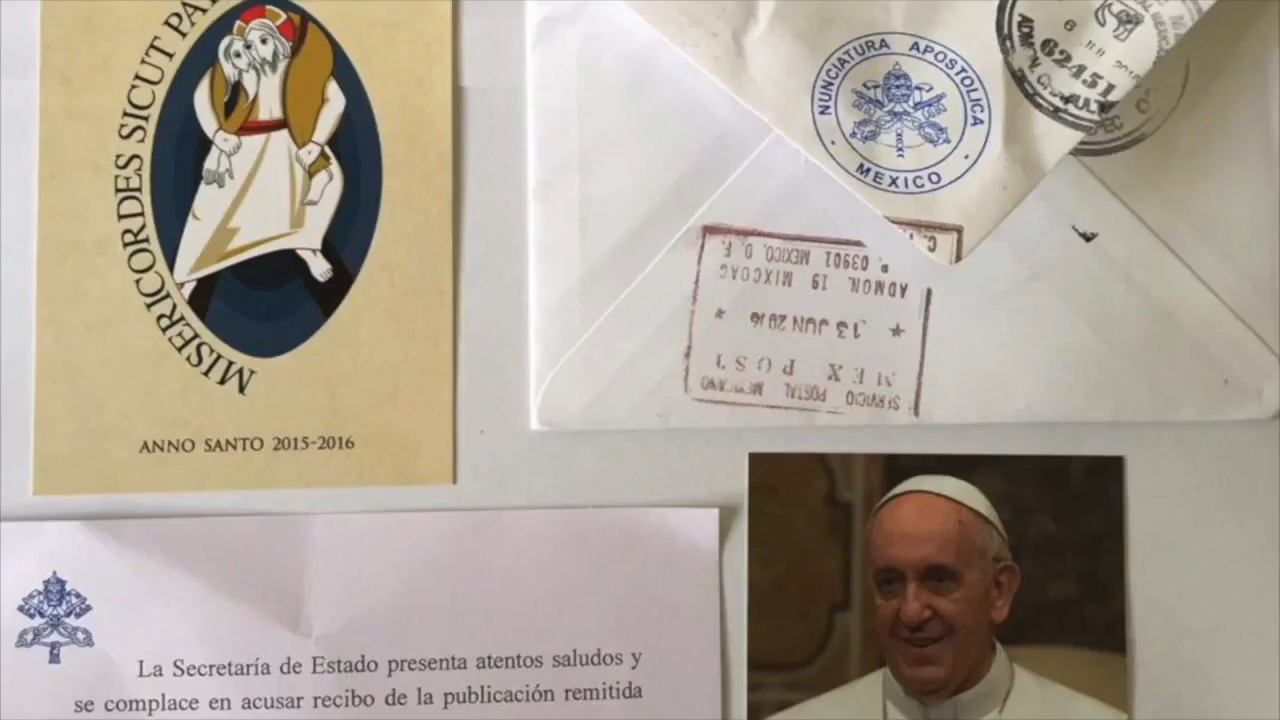 MISERICORDES SICUT PA
ANNO SANTO 2015-2016
NUNCIATURA APOSTOLICA
MEXICO
62451
C.
P. 03901 MEXICO, D. F.
ADMON. 19 MIXCOAC
13 JUN 2016
MEX POST
SERVICIO POSTAL MEXICANO
La Secretaría de Estado presenta atentos saludos y
se complace en acusar recibo de la publicación remitida